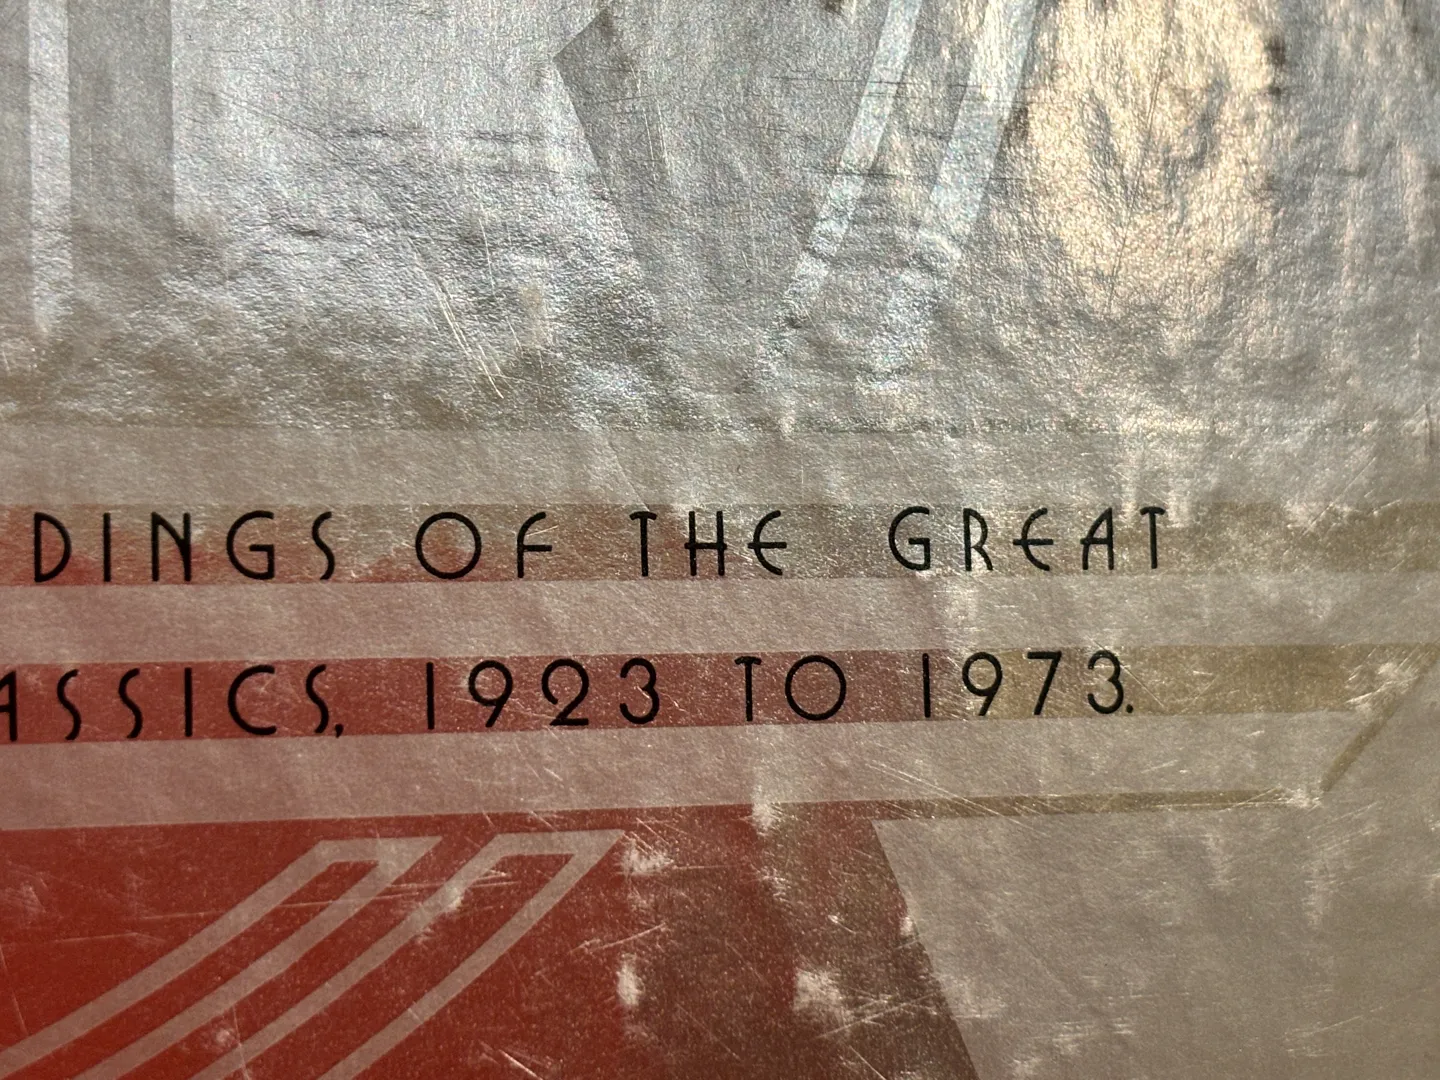 DINGS OF THE GREAT
ASSICS, 1923 TO 1973.